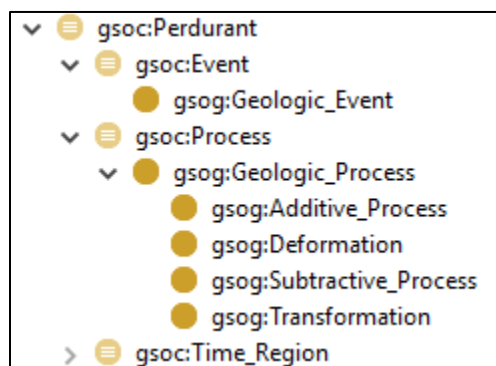 gsoc:Perdurant
gsoc:Event
gsog:Geologic_Event
gsoc:Process
gsog:Geologic_Process
gsog:Additive_Process
gsog:Deformation
gsog:Subtractive_Process
gsog:Transformation
gsoc:Time_Region